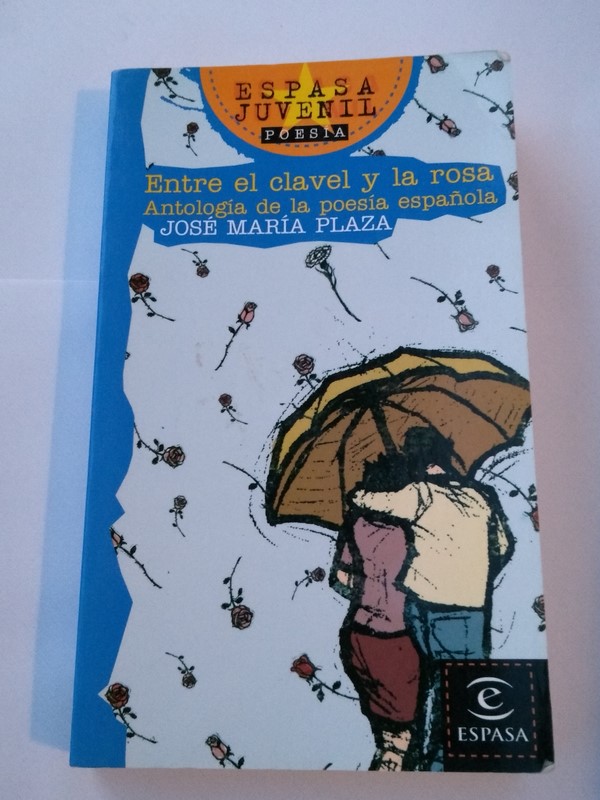 ESPASA
JUVENIL
POESÍA
Entre el clavel y la rosa
Antología de la poesía española
JOSÉ MARÍA PLAZA
e
ESPASA